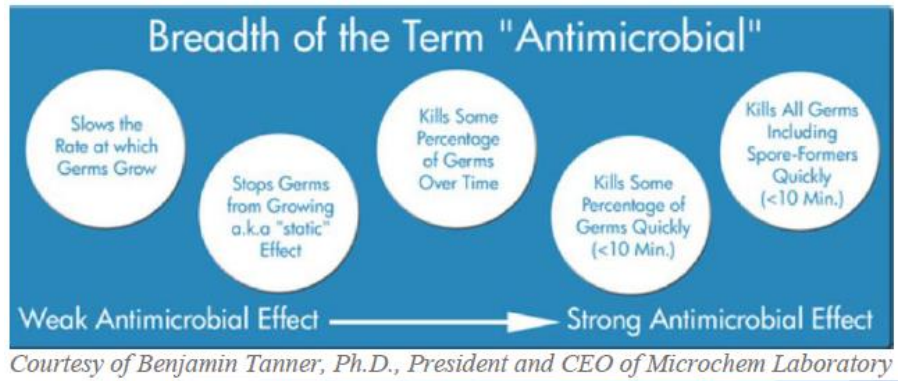 Breadth of the Term "Antimicrobial"
Slows the
Rate at which
Germs Grow
Stops Germs
from Growing
a.k.a "static"
Effect
Kills Some
Percentage
of Germs
Over Time
Kills Some
Percentage of
Germs Quickly
(<10 Min.)
Kills All Germs
Including
Spore-Formers
Quickly
(<10 Min.)
Weak Antimicrobial Effect
Strong Antimicrobial Effect
Courtesy of Benjamin Tanner, Ph.D., President and CEO of Microchem Laboratory